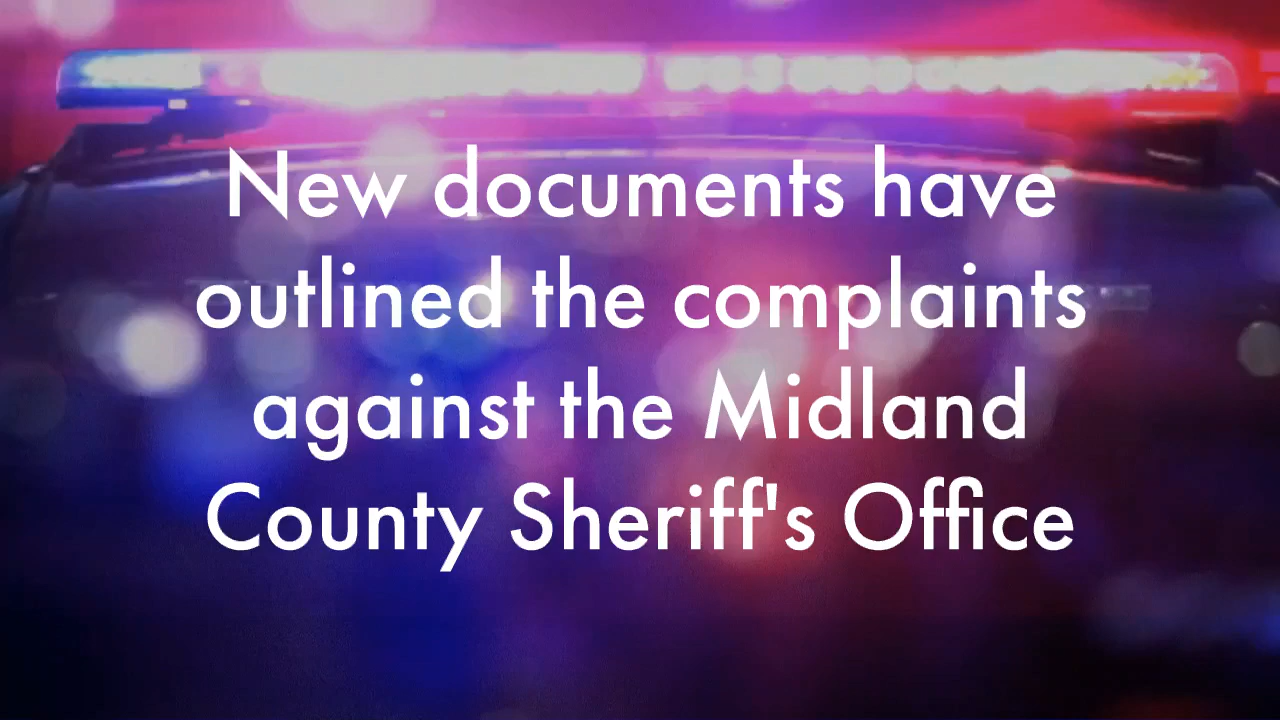 New documents have
outlined the complaints
against the Midland
County Sheriff's Office